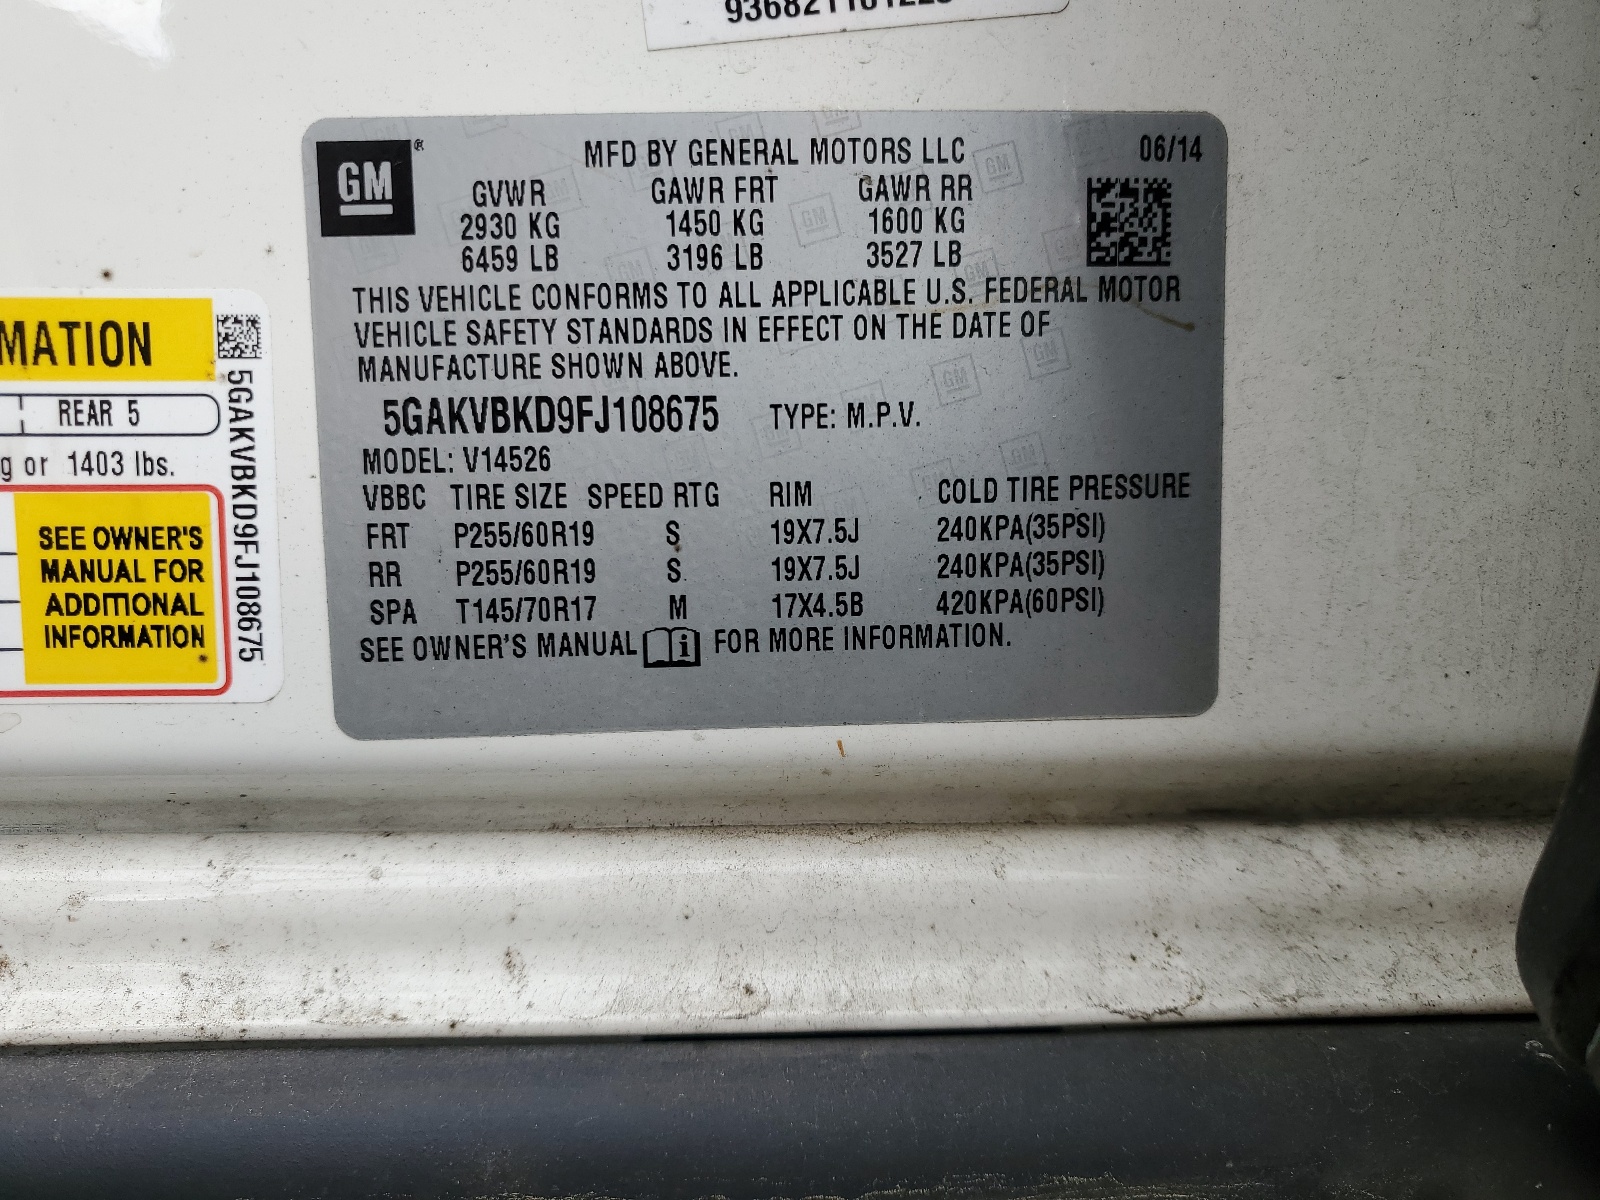 GM
®
MFD BY GENERAL MOTORS LLC 06/14
GVWR GAWR FRT GAWR RR
2930 KG 1450 KG 1600 KG
6459 LB 3196 LB 3527 LB
THIS VEHICLE CONFORMS TO ALL APPLICABLE U.S. FEDERAL MOTOR
VEHICLE SAFETY STANDARDS IN EFFECT ON THE DATE OF
MANUFACTURE SHOWN ABOVE.
5GAKVBKD9FJ108675 TYPE: M.P.V.
MODEL: V14526
VBBC TIRE SIZE SPEED RTG RIM COLD TIRE PRESSURE
FRT P255/60R19 S 19X7.5J 240KPA(35PSI)
RR P255/60R19 S 19X7.5J 240KPA(35PSI)
SPA T145/70R17 M 17X4.5B 420KPA(60PSI)
SEE OWNER'S MANUAL FOR MORE INFORMATION.
MATION
REAR 5
g or 1403 lbs.
SEE OWNER'S
MANUAL FOR
ADDITIONAL
INFORMATION
5GAKVBKD9FJ108675